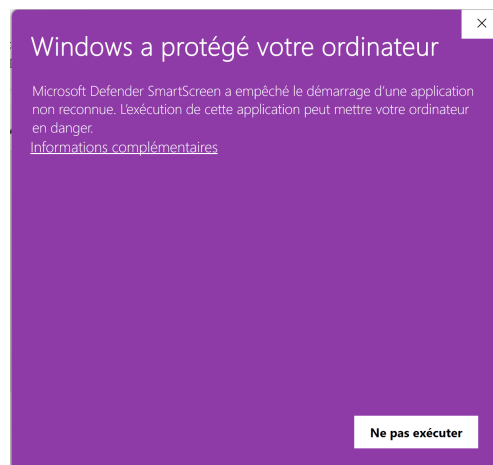 Windows a protégé votre ordinateur
Microsoft Defender SmartScreen a empêché le démarrage d’une application
non reconnue. L’exécution de cette application peut mettre votre ordinateur
en danger.
Informations complémentaires
Ne pas exécuter